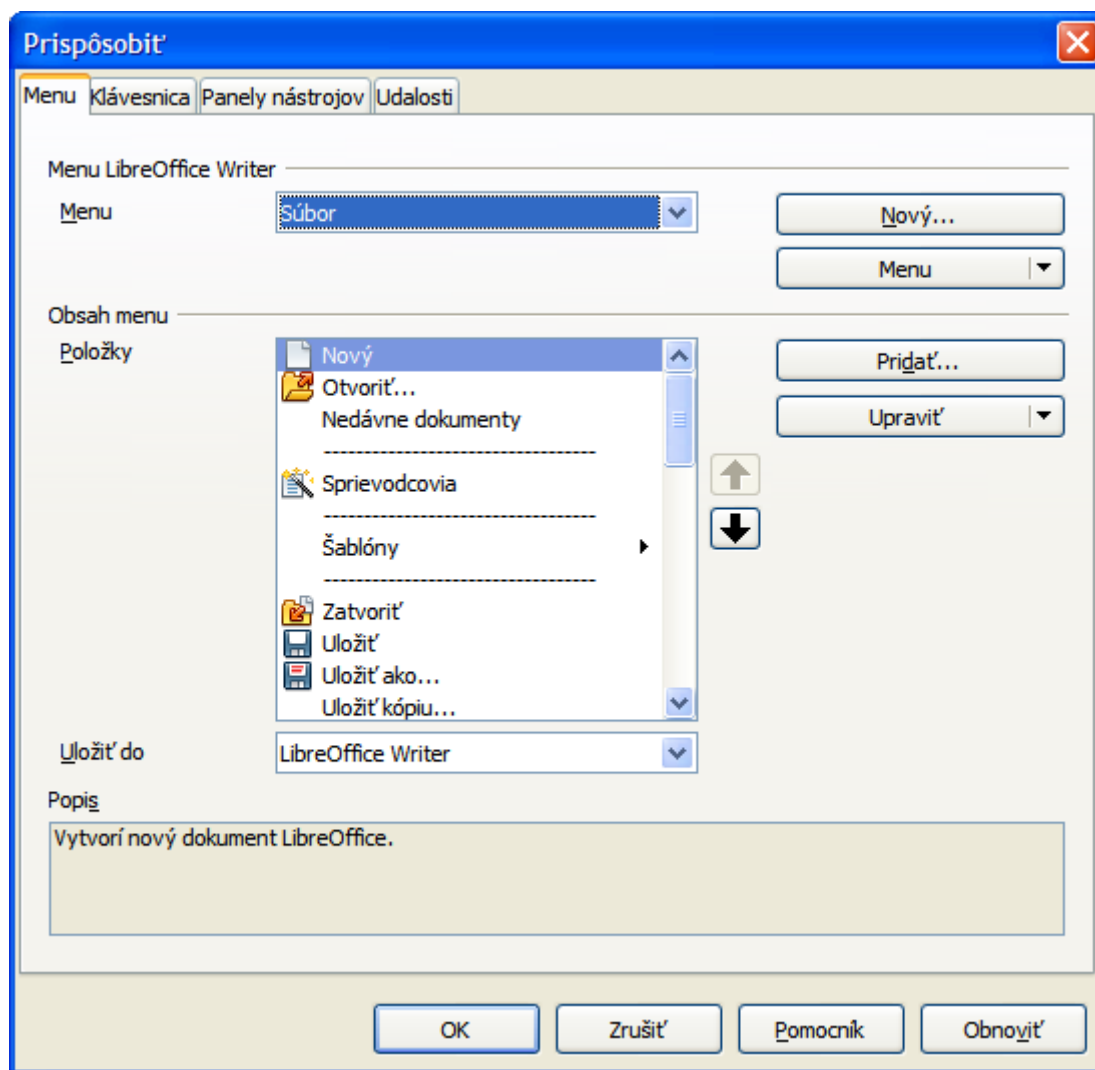 Prispôsobiť
Menu Klávesnica Panely nástrojov Udalosti
Menu LibreOffice Writer
Menu Súbor Nový...
Menu
Obsah menu
Položky Nový Pridať...
Otvoriť...
Nedávne dokumenty Upraviť
----------------------------------
Sprievodcovia
----------------------------------
Šablóny
----------------------------------
Zatvoriť
Uložiť
Uložiť ako...
Uložiť kópiu...
Uložiť do LibreOffice Writer
Popis
Vytvorí nový dokument LibreOffice.
OK Zrušiť Pomocník Obnoviť